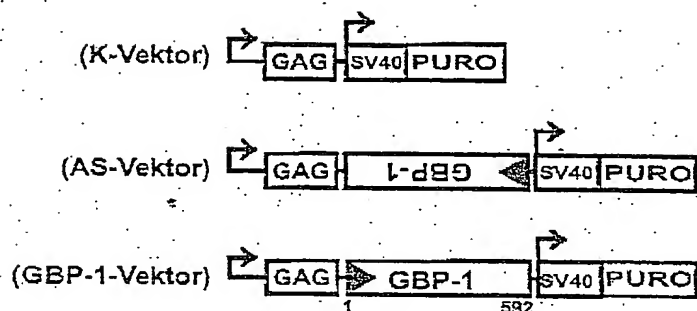 (K-Vektor) GAG SV40 PURO
(AS-Vektor) GAG GBP-1 SV40 PURO
(GBP-1-Vektor) GAG GBP-1 SV40 PURO
1 592